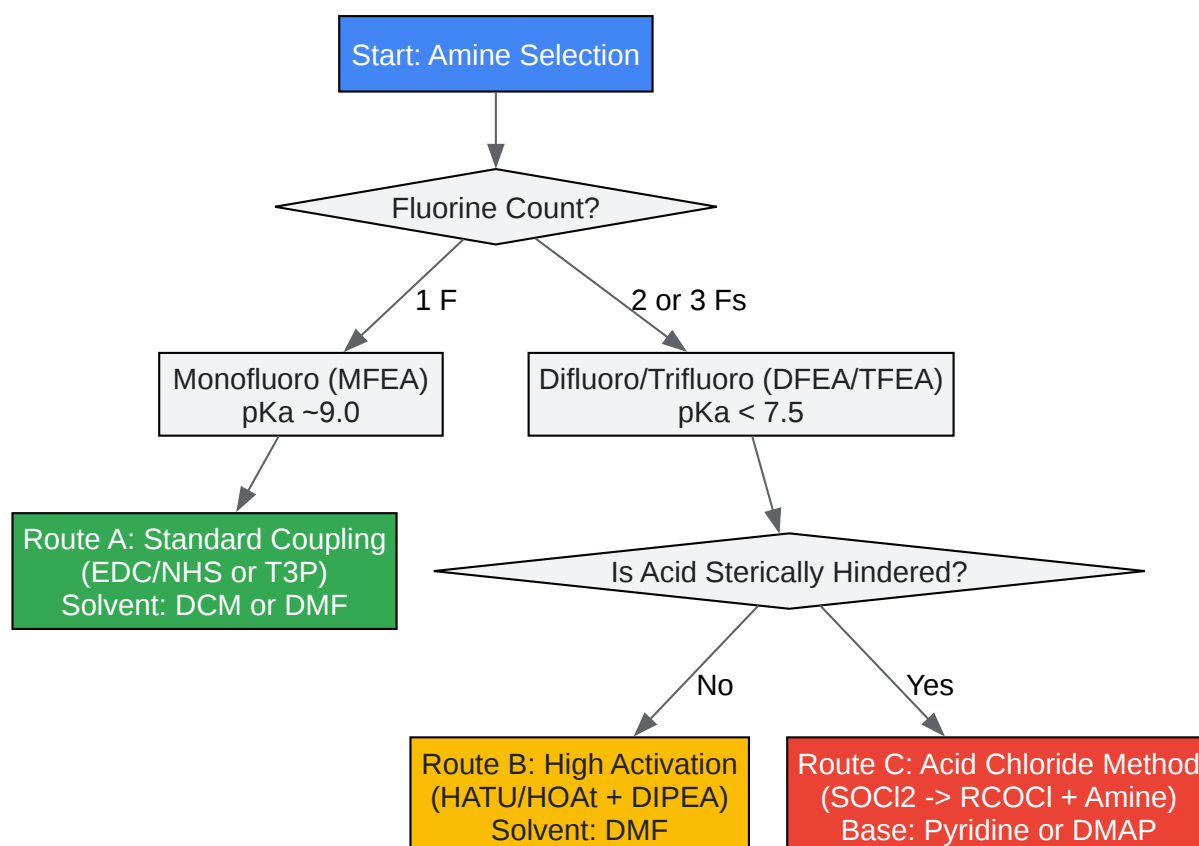 Start: Amine Selection
Fluorine Count?
1 F
2 or 3 Fs
Monofluoro (MFEA)
pKa ~9.0
Difluoro/Trifluoro (DFEA/TFEA)
pKa < 7.5
Route A: Standard Coupling
(EDC/NHS or T3P)
Solvent: DCM or DMF
Is Acid Sterically Hindered?
No
Yes
Route B: High Activation
(HATU/HOAt + DIPEA)
Solvent: DMF
Route C: Acid Chloride Method
(SOCl2 -> RCOCl + Amine)
Base: Pyridine or DMAP